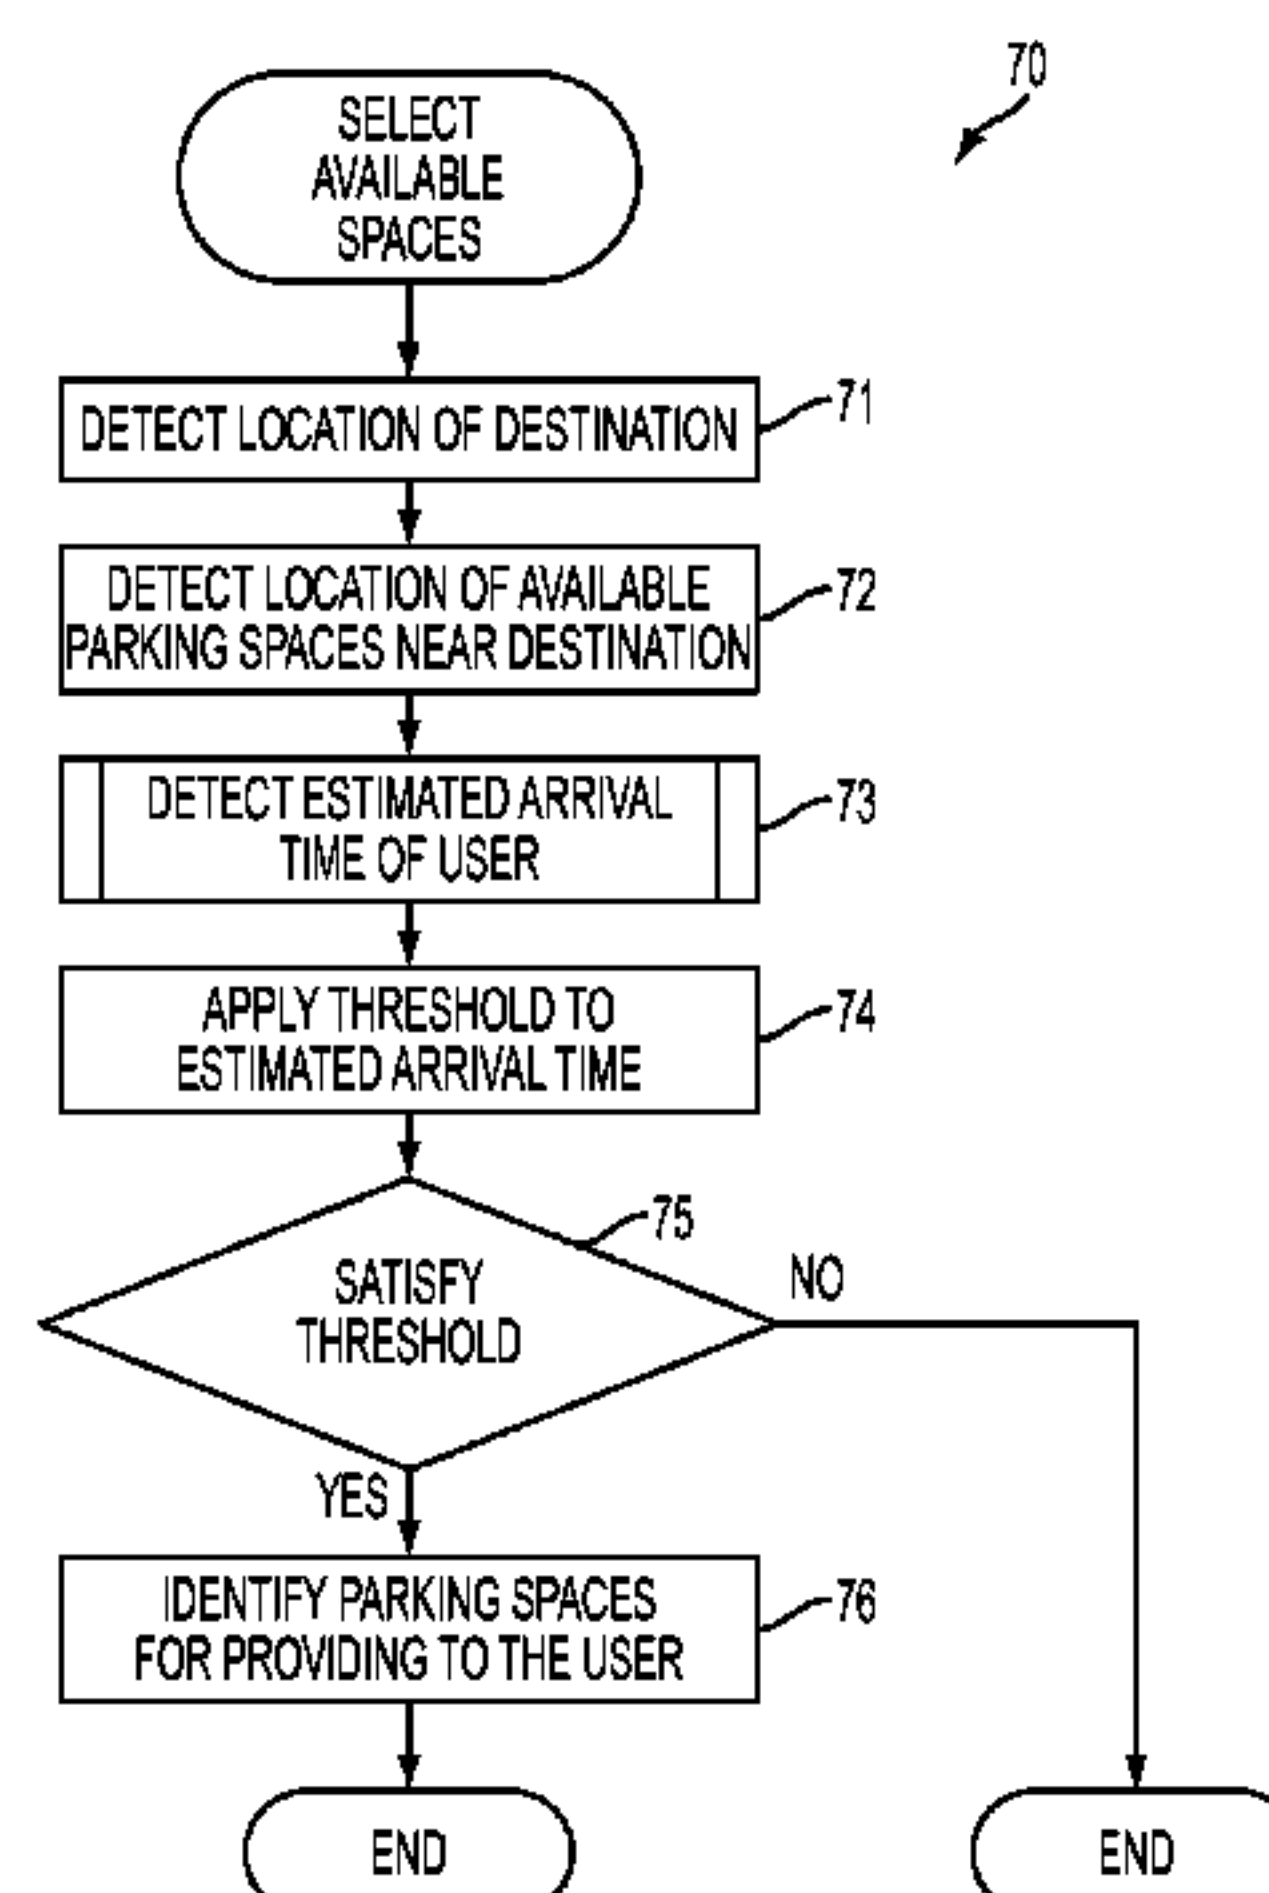 70
SELECT
AVAILABLE
SPACES
DETECT LOCATION OF DESTINATION
71
DETECT LOCATION OF AVAILABLE
PARKING SPACES NEAR DESTINATION
72
DETECT ESTIMATED ARRIVAL
TIME OF USER
73
APPLY THRESHOLD TO
ESTIMATED ARRIVAL TIME
74
75
SATISFY
THRESHOLD
NO
YES
IDENTIFY PARKING SPACES
FOR PROVIDING TO THE USER
76
END
END